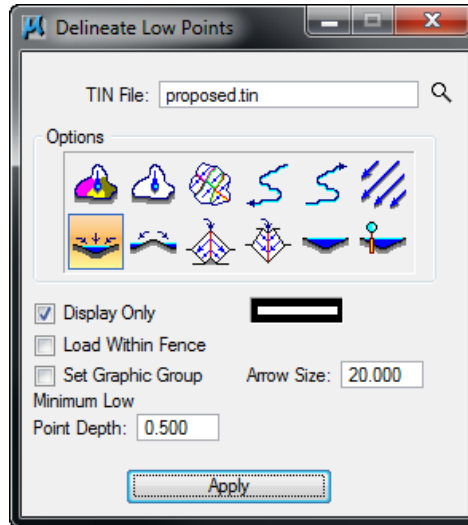 Delineate Low Points
TIN File: proposed.tin
Options
Display Only
Load Within Fence
Set Graphic Group Arrow Size: 20.000
Minimum Low
Point Depth: 0.500
Apply